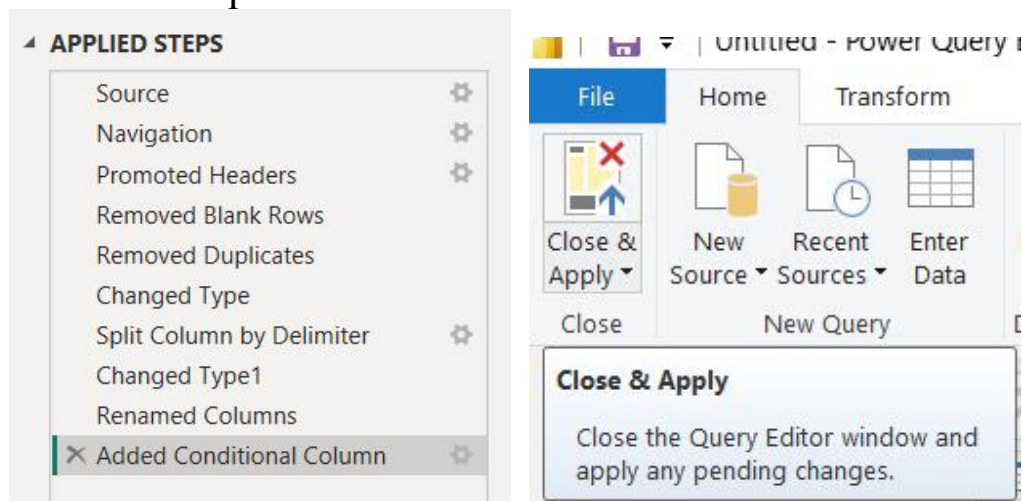 APPLIED STEPS
Source
Navigation
Promoted Headers
Removed Blank Rows
Removed Duplicates
Changed Type
Split Column by Delimiter
Changed Type1
Renamed Columns
Added Conditional Column
Untitled - Power Query
File Home Transform
Close & Apply
New Source
Recent Sources
Enter Data
Close
New Query
Close & Apply
Close the Query Editor window and
apply any pending changes.